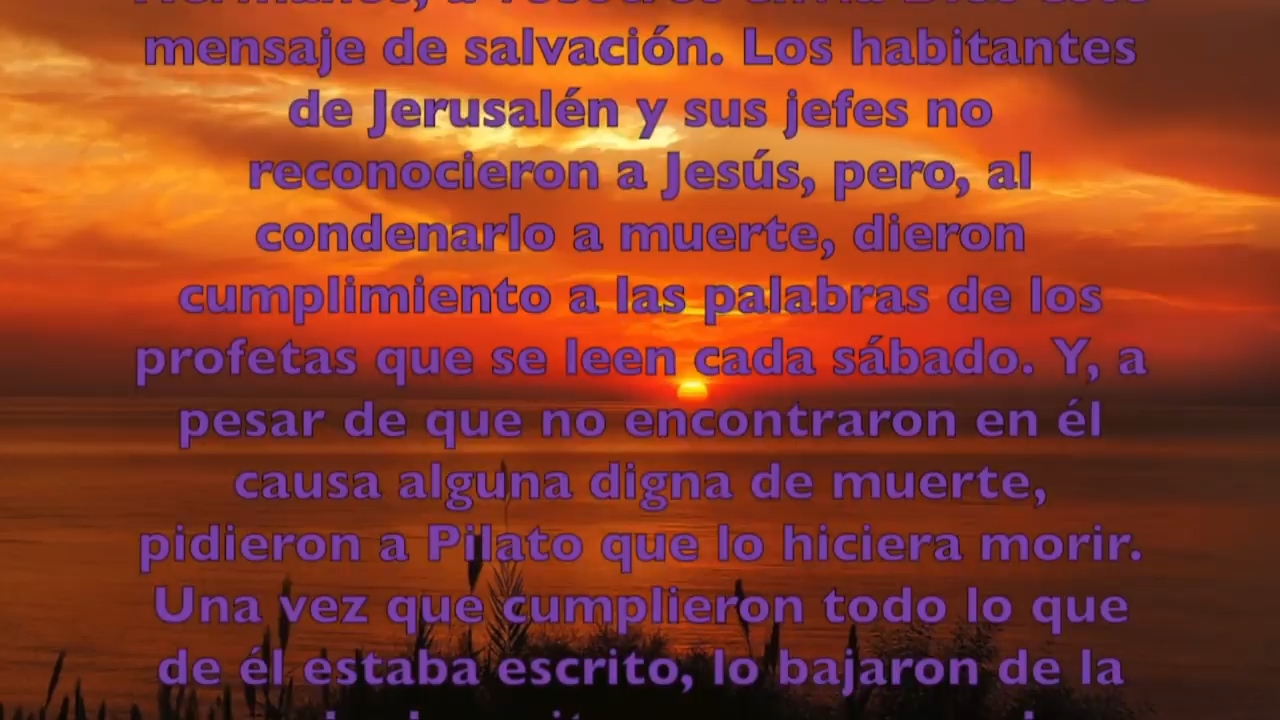 mensaje de salvación. Los habitantes
de Jerusalén y sus jefes no
reconocieron a Jesús, pero, al
condenarlo a muerte, dieron
cumplimiento a las palabras de los
profetas que se leen cada sábado. Y, a
pesar de que no encontraron en él
causa alguna digna de muerte,
pidieron a Pilato que lo hiciera morir.
Una vez que cumplieron todo lo que
de él estaba escrito, lo bajaron de la